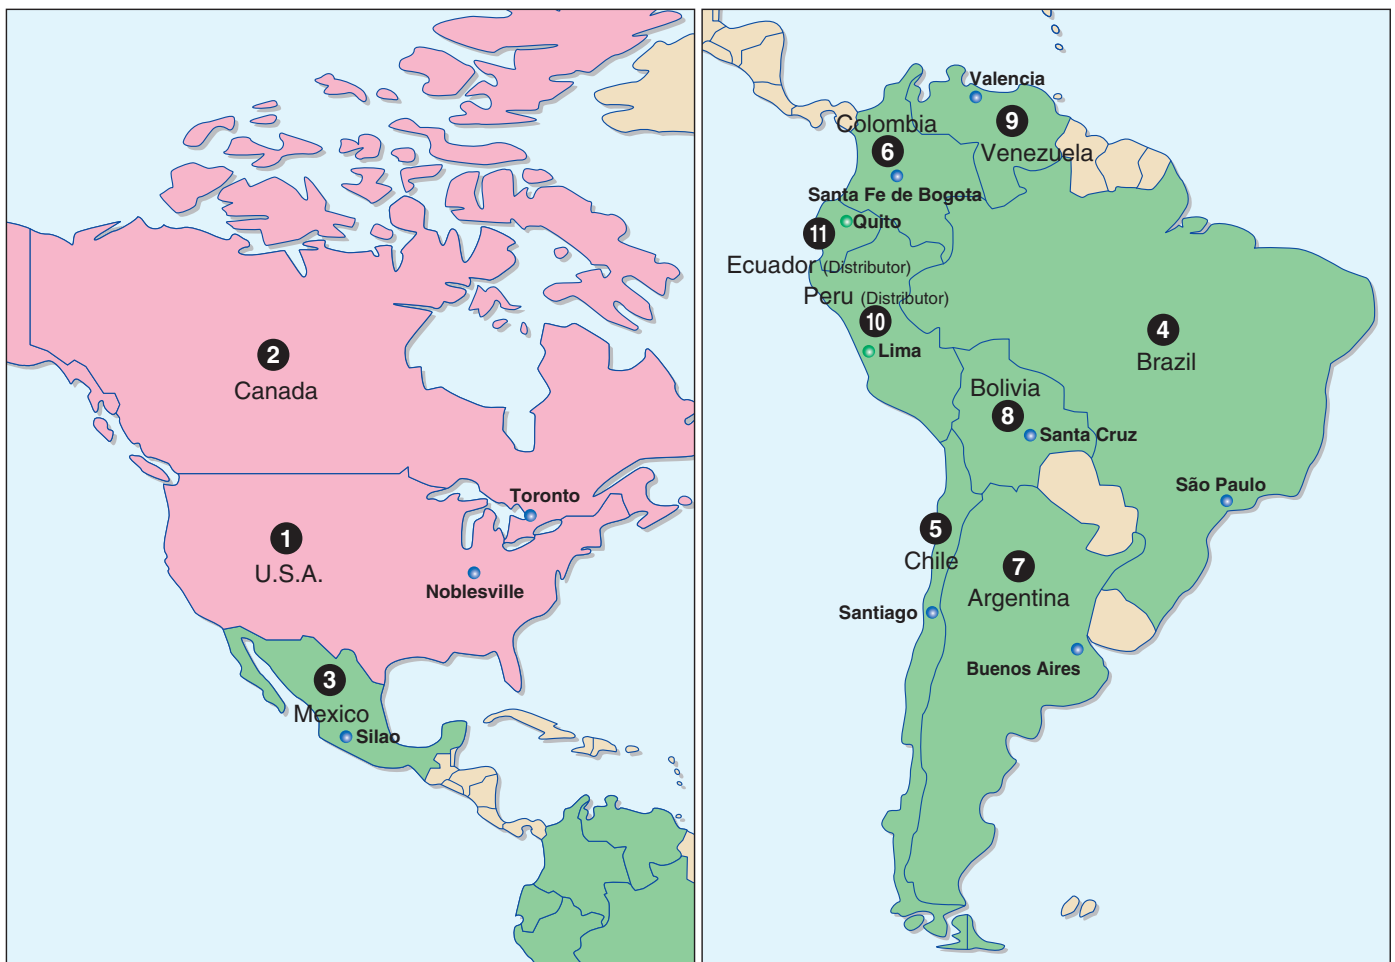 2
Canada
Toronto
1
U.S.A.
Noblesville
3
Mexico
Silao
Valencia
9
Venezuela
Colombia
6
Santa Fe de Bogota
Quito
11
Ecuador (Distributor)
Peru (Distributor)
10
Lima
4
Brazil
Bolivia
8
Santa Cruz
São Paulo
5
Chile
7
Argentina
Santiago
Buenos Aires